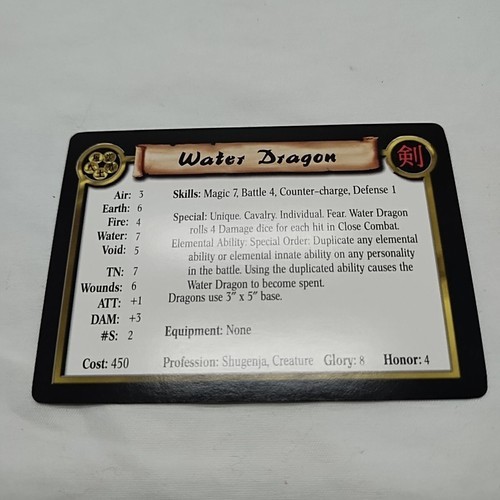 Water Dragon
剣
Air: 3
Earth: 6
Fire: 4
Water: 7
Void: 5
TN: 7
Wounds: 6
ATT: +1
DAM: +3
#S: 2
Cost: 450
Skills: Magic 7, Battle 4, Counter-charge, Defense 1
Special: Unique. Cavalry. Individual. Fear. Water Dragon
rolls 4 Damage dice for each hit in Close Combat.
Elemental Ability: Special Order: Duplicate any elemental
ability or elemental innate ability on any personality
in the battle. Using the duplicated ability causes the
Water Dragon to become spent.
Dragons use 3" x 5" base.
Equipment: None
Profession: Shugenja, Creature Glory: 8 Honor: 4